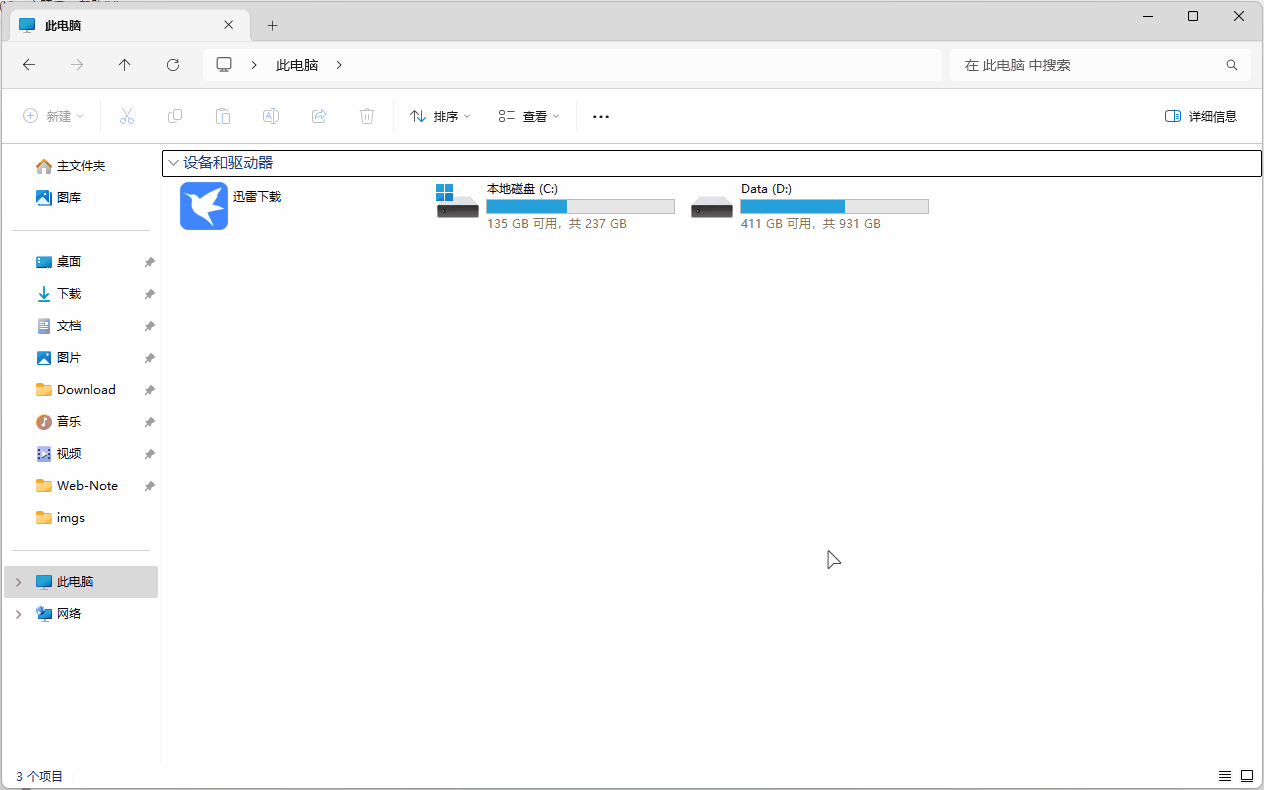 此电脑
此电脑
在 此电脑 中搜索
新建
排序
查看
详细信息
主文件夹
图库
桌面
下载
文档
图片
Download
音乐
视频
Web-Note
imgs
此电脑
网络
设备和驱动器
迅雷下载
本地磁盘 (C:)
135 GB 可用，共 237 GB
Data (D:)
411 GB 可用，共 931 GB
3 个项目